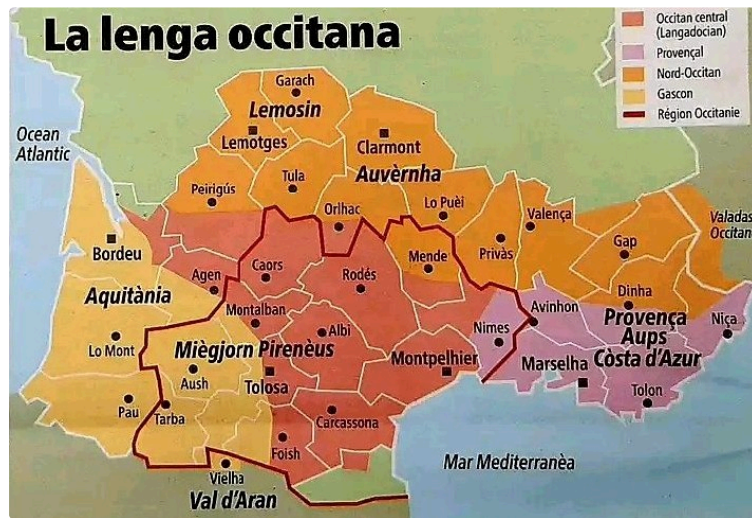 La lenga occitana
Occitan central
(Langadocian)
Provençal
Nord-Occitan
Gascon
Région Occitanie
Ocean
Atlantic
Garach
Lemosin
Lemotges
Clarmont
Auvèrnha
Peirigús
Tula
Orlhac
Lo Puèi
Valença
Valadas
Occitan
Privàs
Gap
Bordeu
Caors
Rodés
Mende
Agen
Dinha
Aquitània
Montalban
Avinhon
Provença
Aups
Còsta d'Azur
Niça
Nimes
Albi
Lo Mont
Miègjorn Pirenèus
Montpelhier
Marselha
Aush
Tolosa
Tolon
Pau
Tarba
Carcassona
Foish
Vielha
Val d'Aran
Mar Mediterranèa